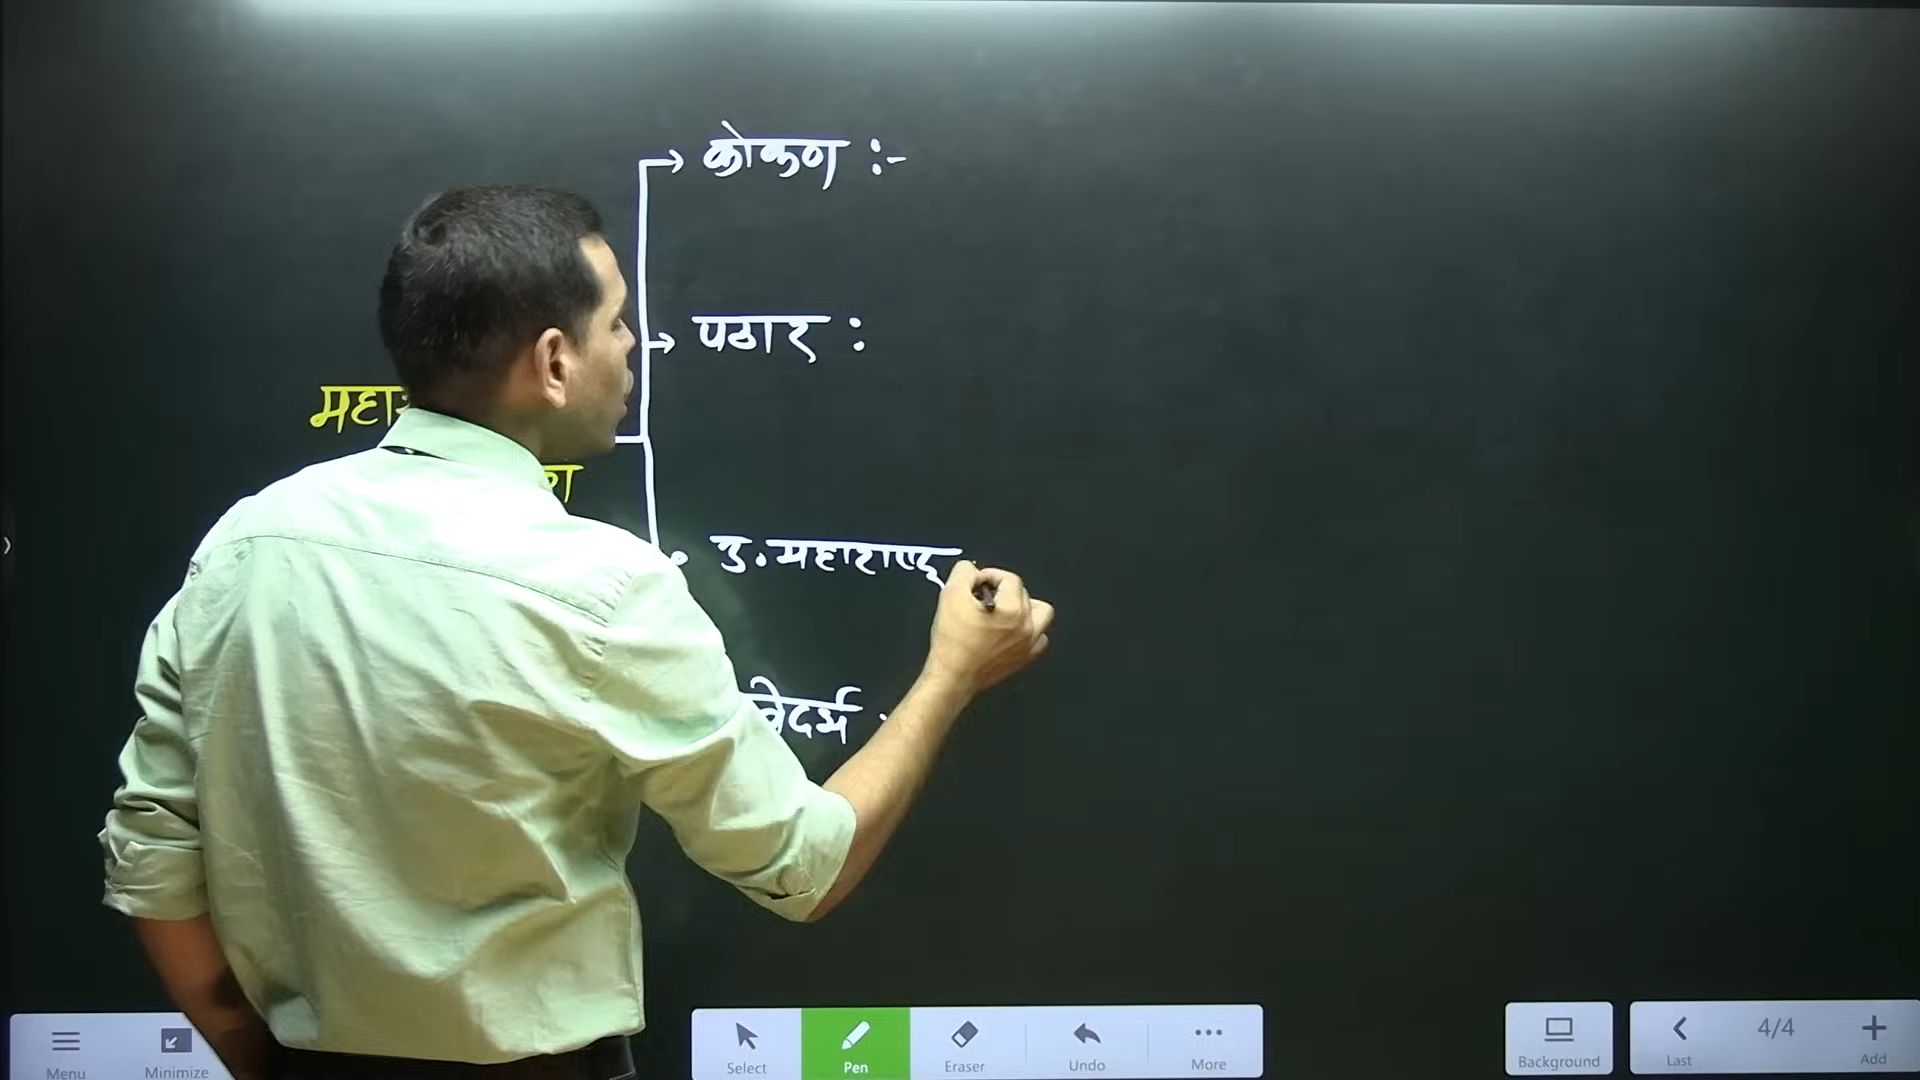 कोकण :-
पठार :
उ.महाराष्ट्र
Menu
Minimize
Select
Pen
Eraser
Undo
More
Background
Last
4/4
Add